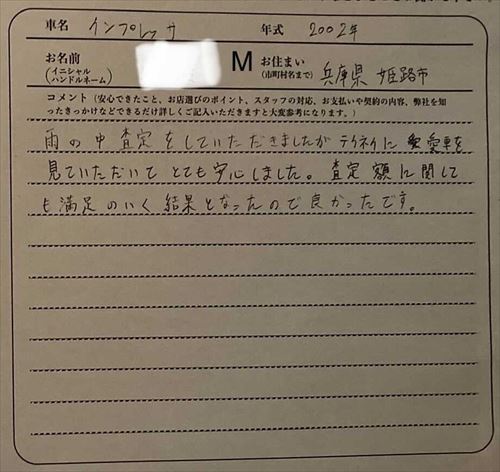 車名 インプレッサ 年式 2002年
お名前 (イニシャル ハンドルネーム) M お住まい (市町村名まで) 兵庫県 姫路市
コメント (安心できたこと、お店選びのポイント、スタッフの対応、お支払いや契約の内容、弊社を知
ったきっかけなどできるだけ詳しくご記入いただきますと大変参考になります。)
雨の中査定をしていただきましたがテイネイに愛車を
見ていただいてとても安心しました。査定額に関して
も満足のいく結果となったので良かったです。